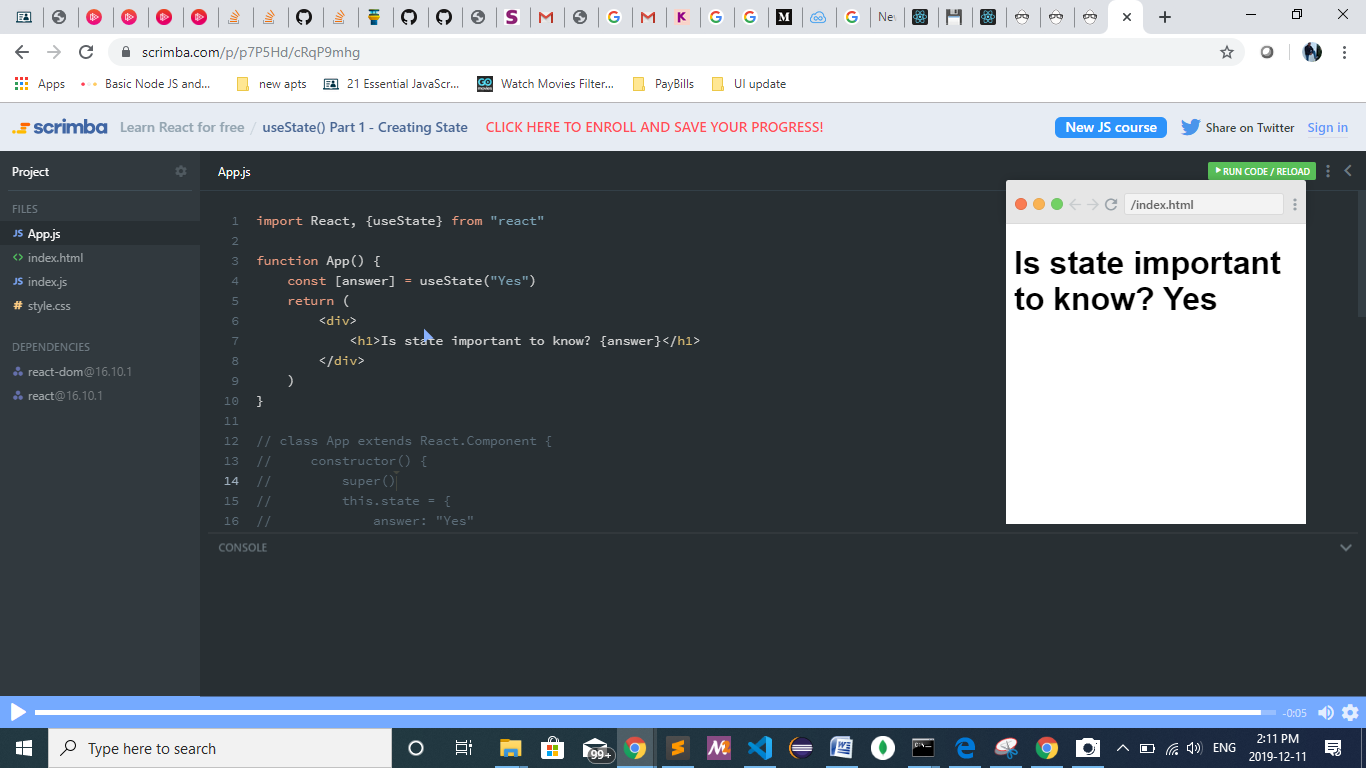 Nev
scrimba.com/p/p7P5Hd/cRqP9mhg
Apps
Basic Node JS and...
new apts
21 Essential JavaScr...
GO MOVIES
Watch Movies Filter...
PayBills
UI update
scrimba
Learn React for free / useState() Part 1 - Creating State
CLICK HERE TO ENROLL AND SAVE YOUR PROGRESS!
New JS course
Share on Twitter
Sign in
Project
FILES
JS App.js
<> index.html
JS index.js
# style.css
DEPENDENCIES
react-dom@16.10.1
react@16.10.1
App.js
RUN CODE / RELOAD
1 import React, {useState} from "react"
2
3 function App() {
4     const [answer] = useState("Yes")
5     return (
6         <div>
7             <h1>Is state important to know? {answer}</h1>
8         </div>
9     )
10 }
11
12 // class App extends React.Component {
13 //     constructor() {
14 //         super()
15 //         this.state = {
16 //             answer: "Yes"
/index.html
Is state important
to know? Yes
CONSOLE
-0:05
Type here to search
99+
ENG
2:11 PM
2019-12-11